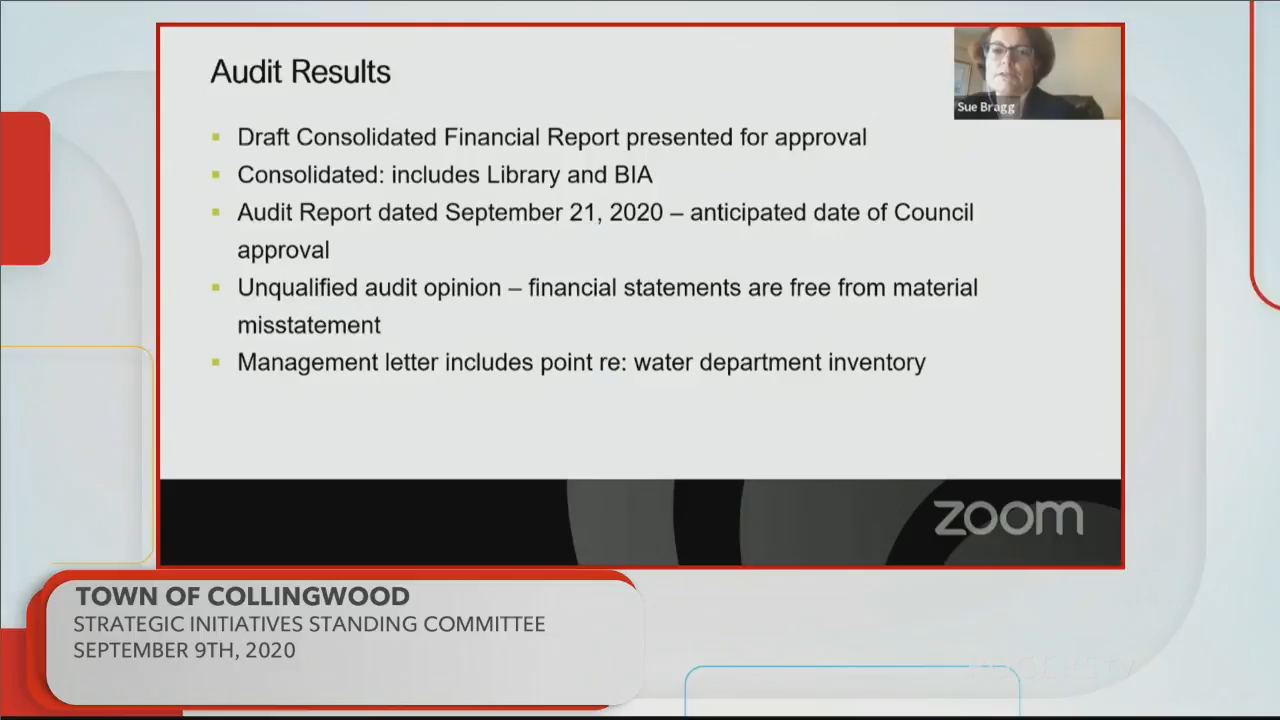 Audit Results
Sue Bragg
Draft Consolidated Financial Report presented for approval
Consolidated: includes Library and BIA
Audit Report dated September 21, 2020 – anticipated date of Council
approval
Unqualified audit opinion – financial statements are free from material
misstatement
Management letter includes point re: water department inventory
zoom
TOWN OF COLLINGWOOD
STRATEGIC INITIATIVES STANDING COMMITTEE
SEPTEMBER 9TH, 2020